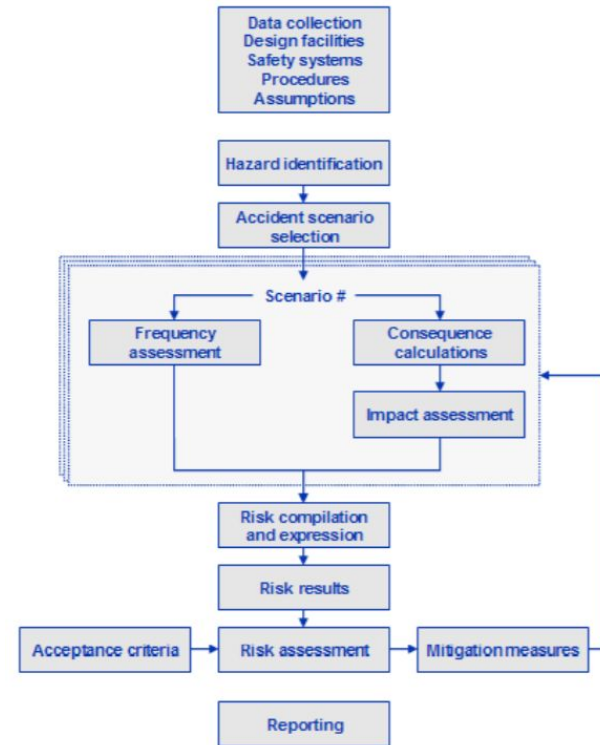 Data collection
Design facilities
Safety systems
Procedures
Assumptions
Hazard identification
Accident scenario
selection
Scenario #
Frequency
assessment
Consequence
calculations
Impact assessment
Risk compilation
and expression
Risk results
Acceptance criteria
Risk assessment
Mitigation measures
Reporting